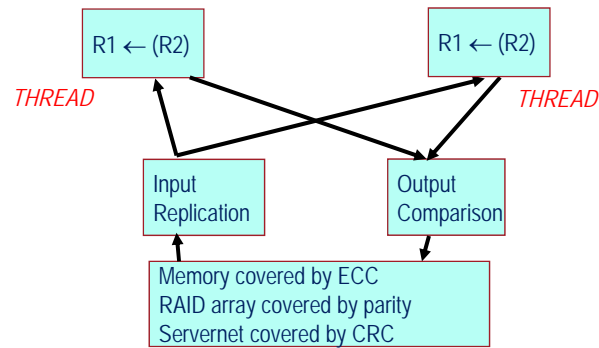 R1 ← (R2)
R1 ← (R2)
THREAD
THREAD
Input
Replication
Output
Comparison
Memory covered by ECC
RAID array covered by parity
Servernet covered by CRC